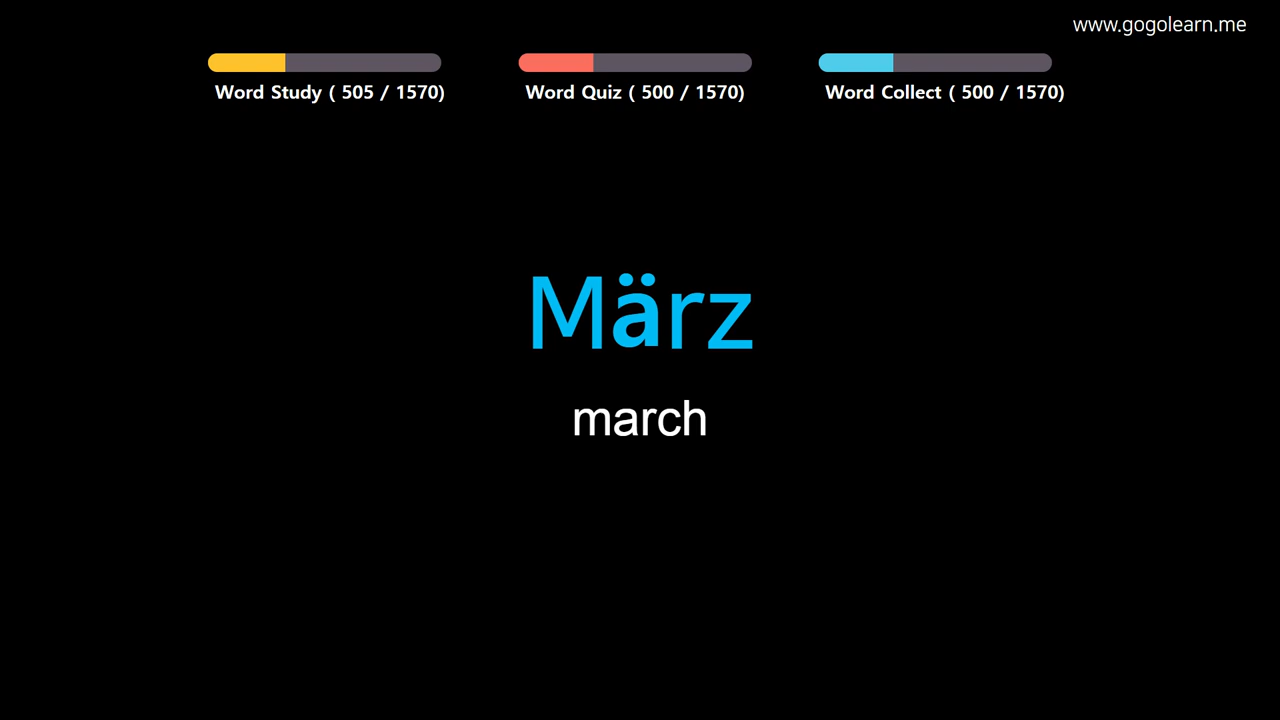 www.gogolearn.me
Word Study ( 505 / 1570)
Word Quiz ( 500 / 1570)
Word Collect ( 500 / 1570)
März
march